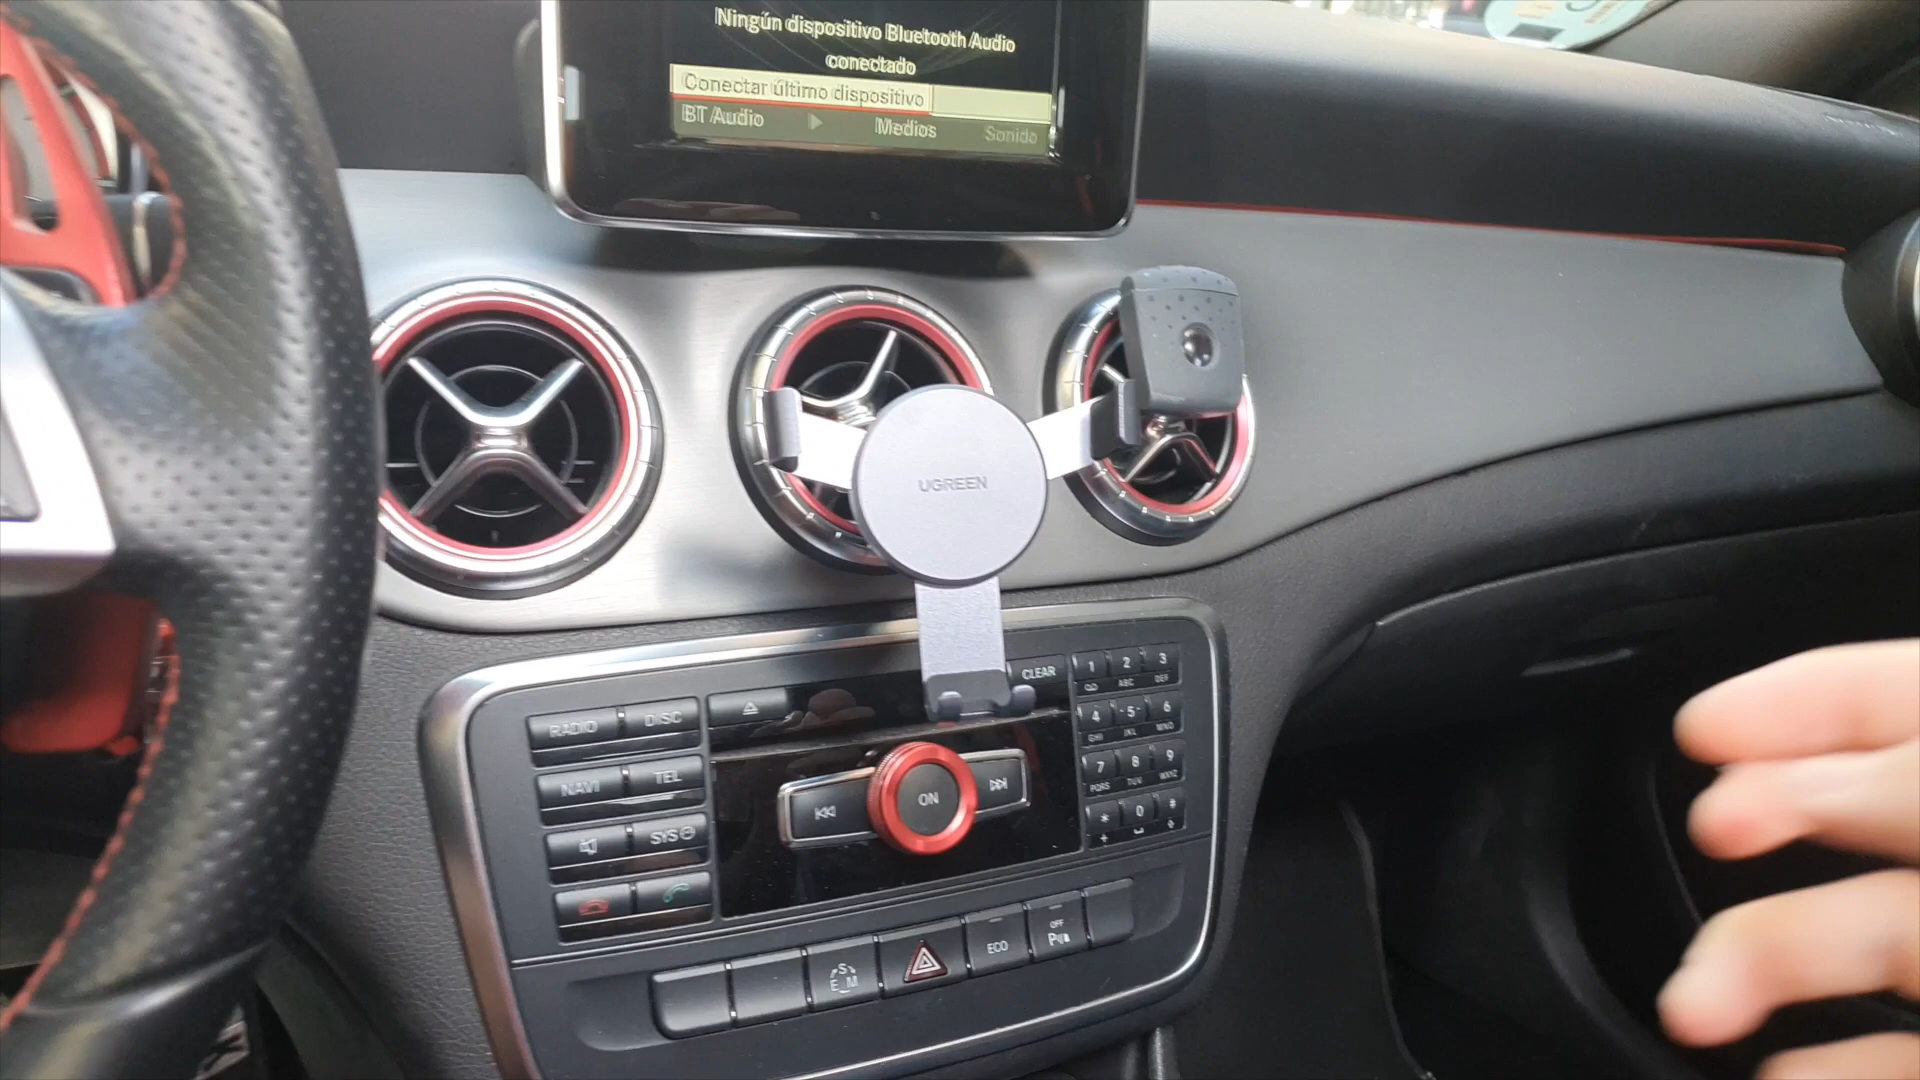 Ningún dispositivo Bluetooth Audio
conectado
Conectar último dispositivo
BT Audio Medios Sonido
UGREEN
RADIO DISC
NAVI TEL
SYS
CLEAR
1 2 3
ABC DEF
4 5 6
GHI JKL MNO
7 8 9
PQRS TUV WXYZ
* 0 #
+
ON
S
E M
ECO
OFF
P